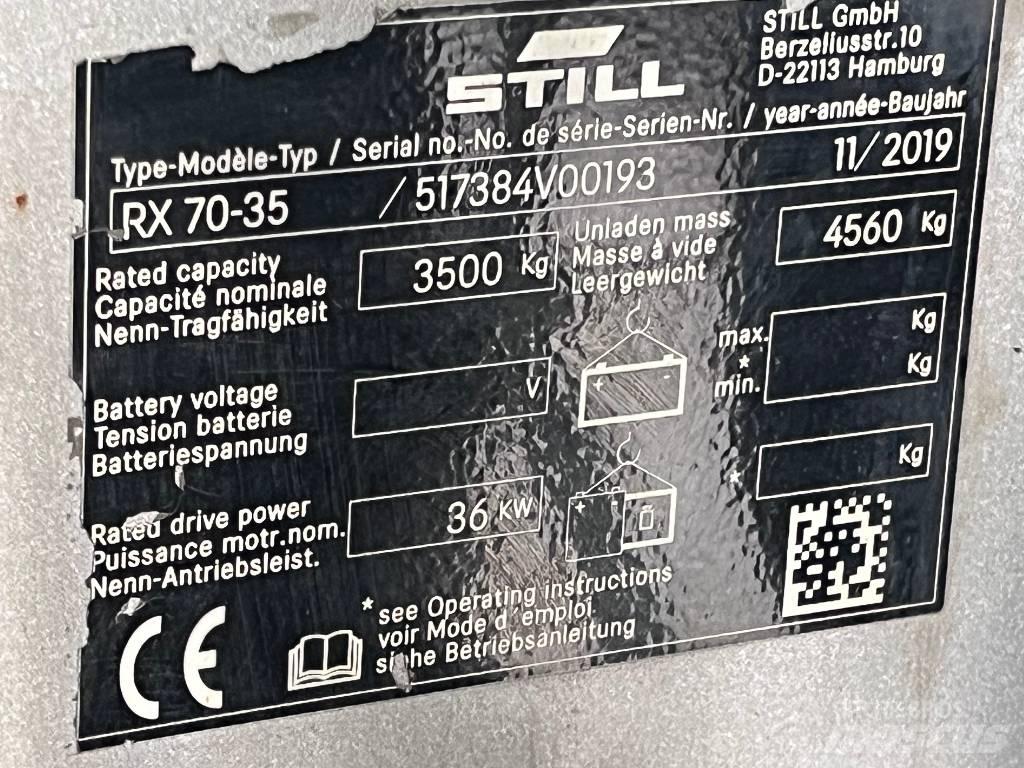 STILL GmbH
Berzeliusstr.10
D-22113 Hamburg
STILL
Type-Modèle-Typ / Serial no.-No. de série-Serien-Nr. / year-année-Baujahr
RX 70-35 / 517384V00193 11/2019
Rated capacity
Capacité nominale
Nenn-Tragfähigkeit
3500 Kg
Unladen mass
Masse à vide
Leergewicht
4560 Kg
Battery voltage
Tension batterie
Batteriespannung
V
+ -
max.
*
min.
Kg
Kg
Rated drive power
Puissance motr.nom.
Nenn-Antriebsleist.
36 KW
+ -
* Kg
CE
* see Operating instructions
voir Mode d'emploi
siehe Betriebsanleitung